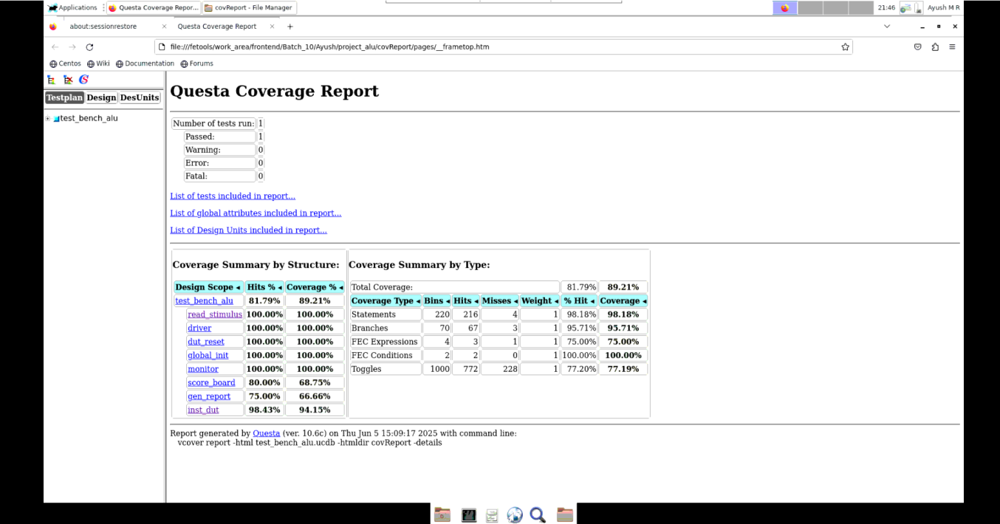 Applications Questa Coverage Repor... covReport - File Manager 21:46 Ayush M R
about:sessionrestore Questa Coverage Report
file:///fetools/work_area/frontend/Batch_10/Ayush/project_alu/covReport/pages/__frametop.htm
Centos Wiki Documentation Forums
Testplan Design DesUnits
test_bench_alu
Questa Coverage Report
Number of tests run: 1
Passed: 1
Warning: 0
Error: 0
Fatal: 0
List of tests included in report...
List of global attributes included in report...
List of Design Units included in report...
Coverage Summary by Structure:
Design Scope Hits % Coverage %
test_bench_alu 81.79% 89.21%
read_stimulus 100.00% 100.00%
driver 100.00% 100.00%
dut_reset 100.00% 100.00%
global_init 100.00% 100.00%
monitor 100.00% 100.00%
score_board 80.00% 68.75%
gen_report 75.00% 66.66%
inst_dut 98.43% 94.15%
Coverage Summary by Type:
Total Coverage: 81.79% 89.21%
Coverage Type Bins Hits Misses Weight % Hit Coverage
Statements 220 216 4 1 98.18% 98.18%
Branches 70 67 3 1 95.71% 95.71%
FEC Expressions 4 3 1 1 75.00% 75.00%
FEC Conditions 2 2 0 1 100.00% 100.00%
Toggles 1000 772 228 1 77.20% 77.19%
Report generated by Questa (ver. 10.6c) on Thu Jun 5 15:09:17 2025 with command line:
vcover report -html test_bench_alu.ucdb -htmldir covReport -details